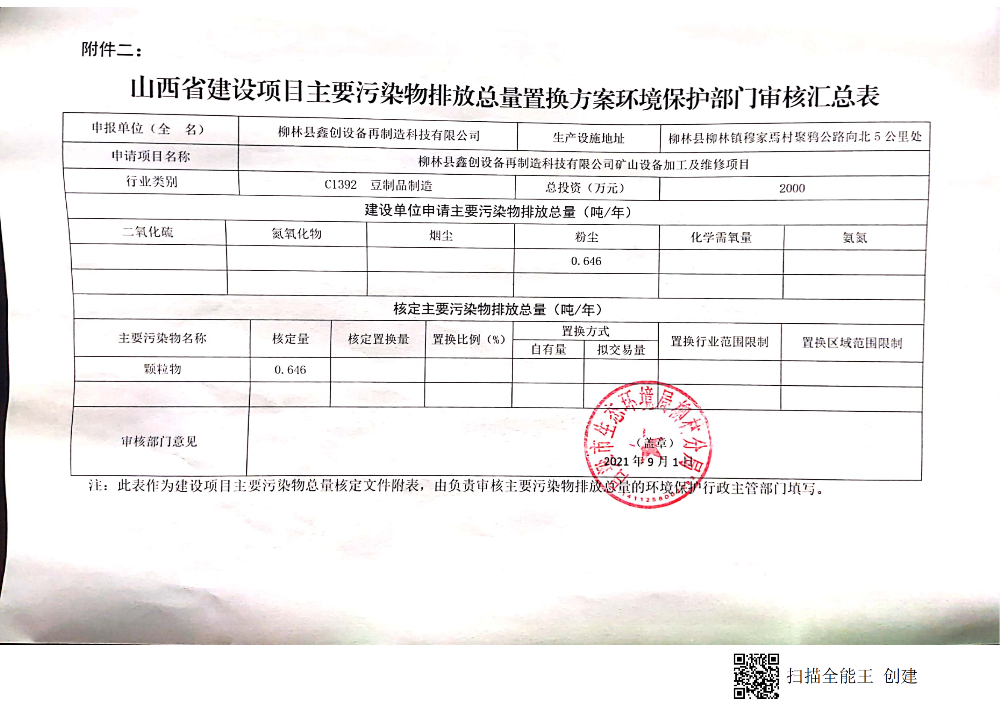 附件二：
山西省建设项目主要污染物排放总量置换方案环境保护部门审核汇总表
申报单位（全　名） 柳林县鑫创设备再制造科技有限公司 生产设施地址 柳林县柳林镇穆家焉村聚鸦公路向北 5 公里处
申请项目名称 柳林县鑫创设备再制造科技有限公司矿山设备加工及维修项目
行业类别 C1392　豆制品制造 总投资（万元） 2000
建设单位申请主要污染物排放总量（吨/年）
二氧化硫 氮氧化物 烟尘 粉尘 化学需氧量 氨氮
0.646
核定主要污染物排放总量（吨/年）
主要污染物名称 核定量 核定置换量 置换比例（%） 置换方式 置换行业范围限制 置换区域范围限制
自有量 拟交易量
颗粒物 0.646
审核部门意见
（盖章）
2021 年 9 月 1 日
市生态环境局柳林分局
注：此表作为建设项目主要污染物总量核定文件附表，由负责审核主要污染物排放总量的环境保护行政主管部门填写。
扫描全能王 创建